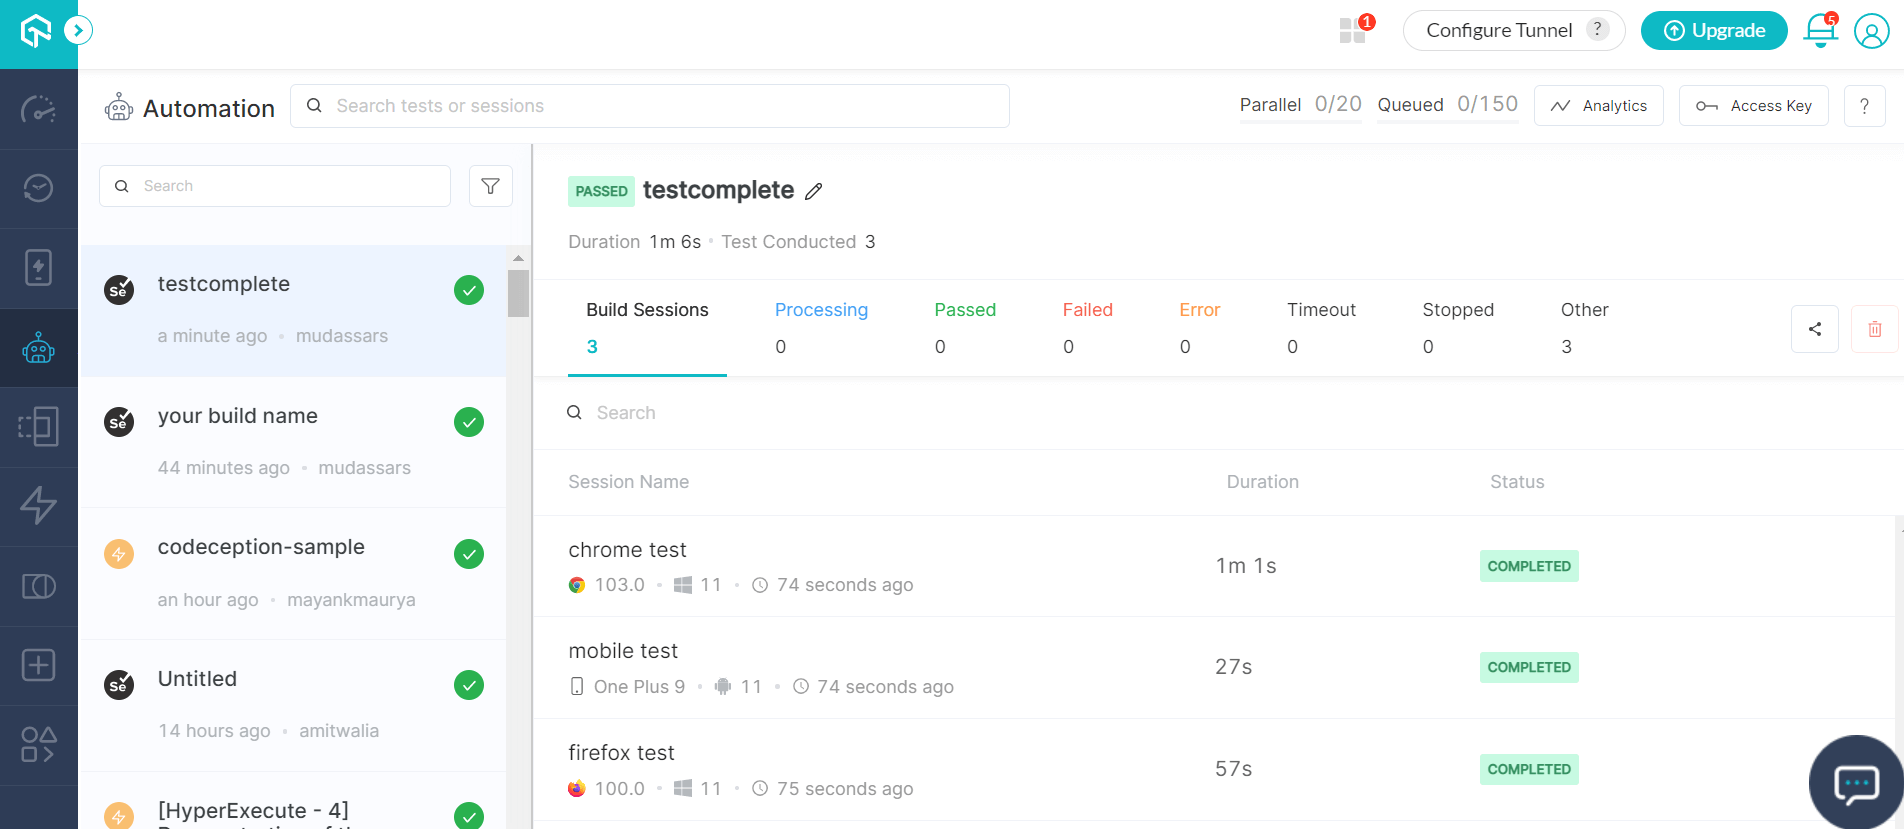 1
Configure Tunnel ?
Upgrade
5
Automation
Search tests or sessions
Parallel 0/20 Queued 0/150
Analytics
Access Key
?
Search
Se testcomplete
a minute ago • mudassars
Se your build name
44 minutes ago • mudassars
codeception-sample
an hour ago • mayankmaurya
Se Untitled
14 hours ago • amitwalia
[HyperExecute - 4]
PASSED testcomplete
Duration 1m 6s • Test Conducted 3
Build Sessions Processing Passed Failed Error Timeout Stopped Other
3 0 0 0 0 0 0 3
Search
Session Name Duration Status
chrome test
103.0 • 11 • 74 seconds ago
1m 1s
COMPLETED
mobile test
One Plus 9 • 11 • 74 seconds ago
27s
COMPLETED
firefox test
100.0 • 11 • 75 seconds ago
57s
COMPLETED